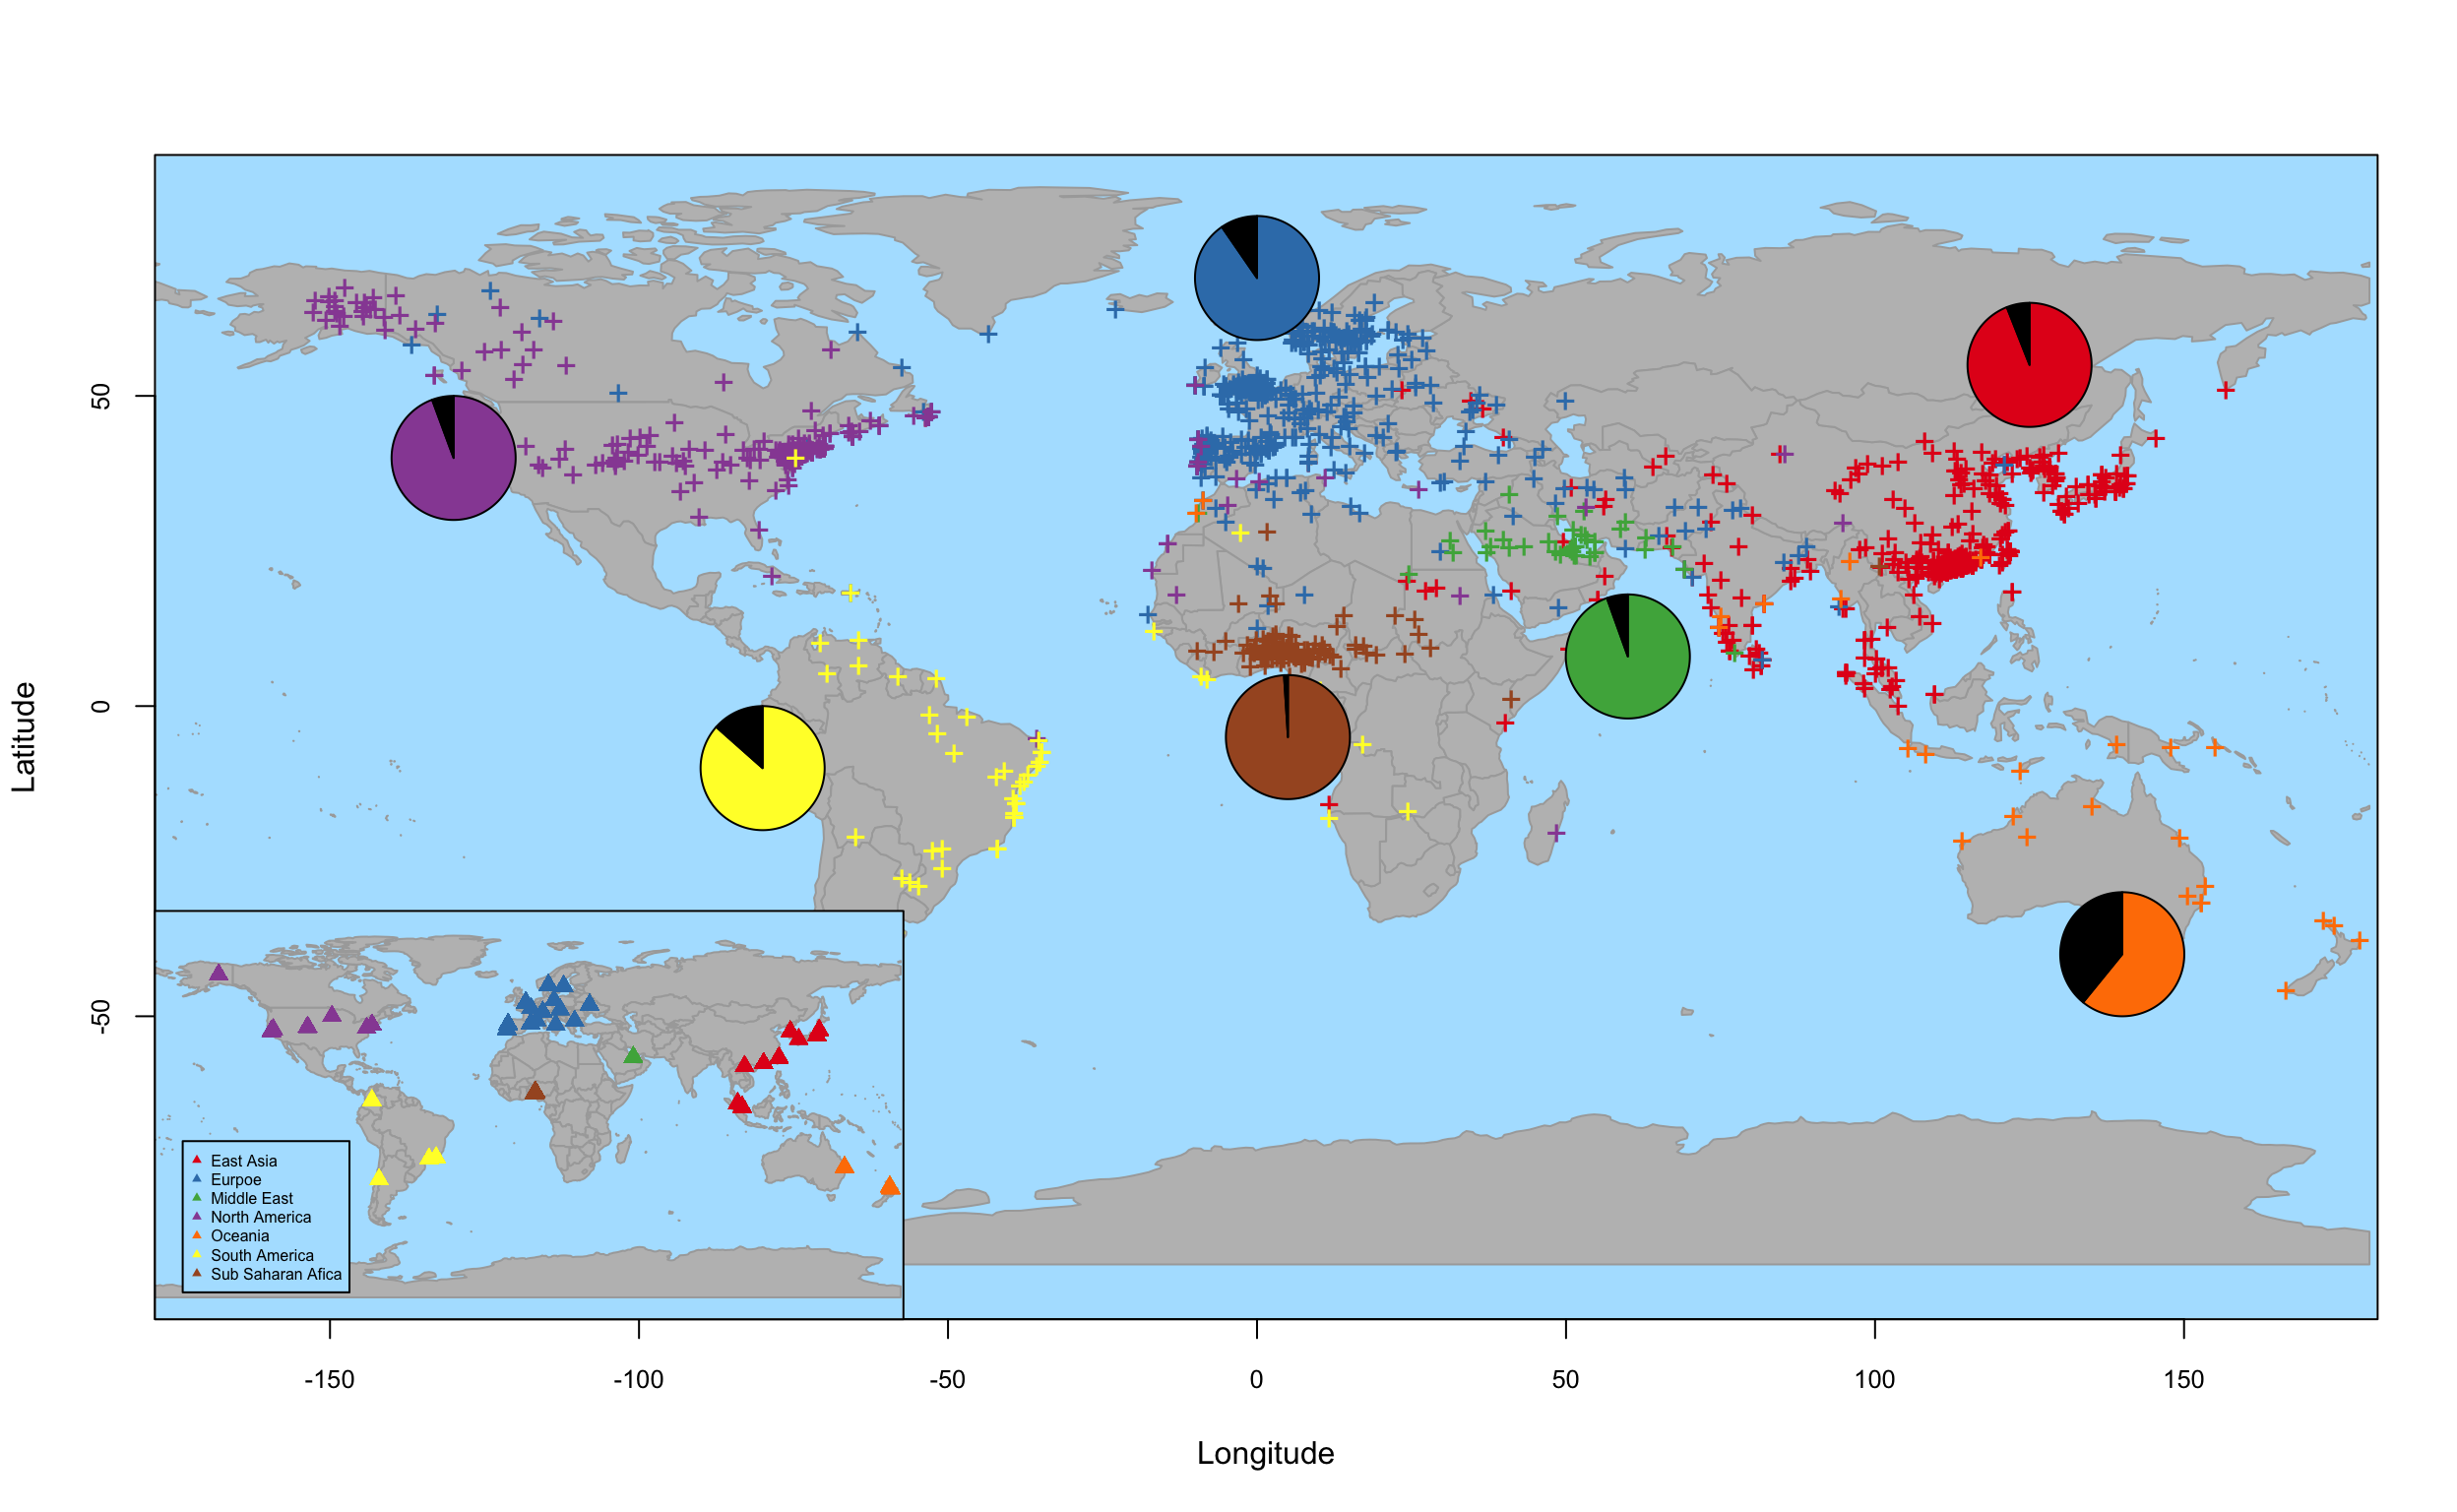 Latitude
50
0
-50
East Asia
Eurpoe
Middle East
North America
Oceania
South America
Sub Saharan Afica
-150 -100 -50 0 50 100 150
Longitude